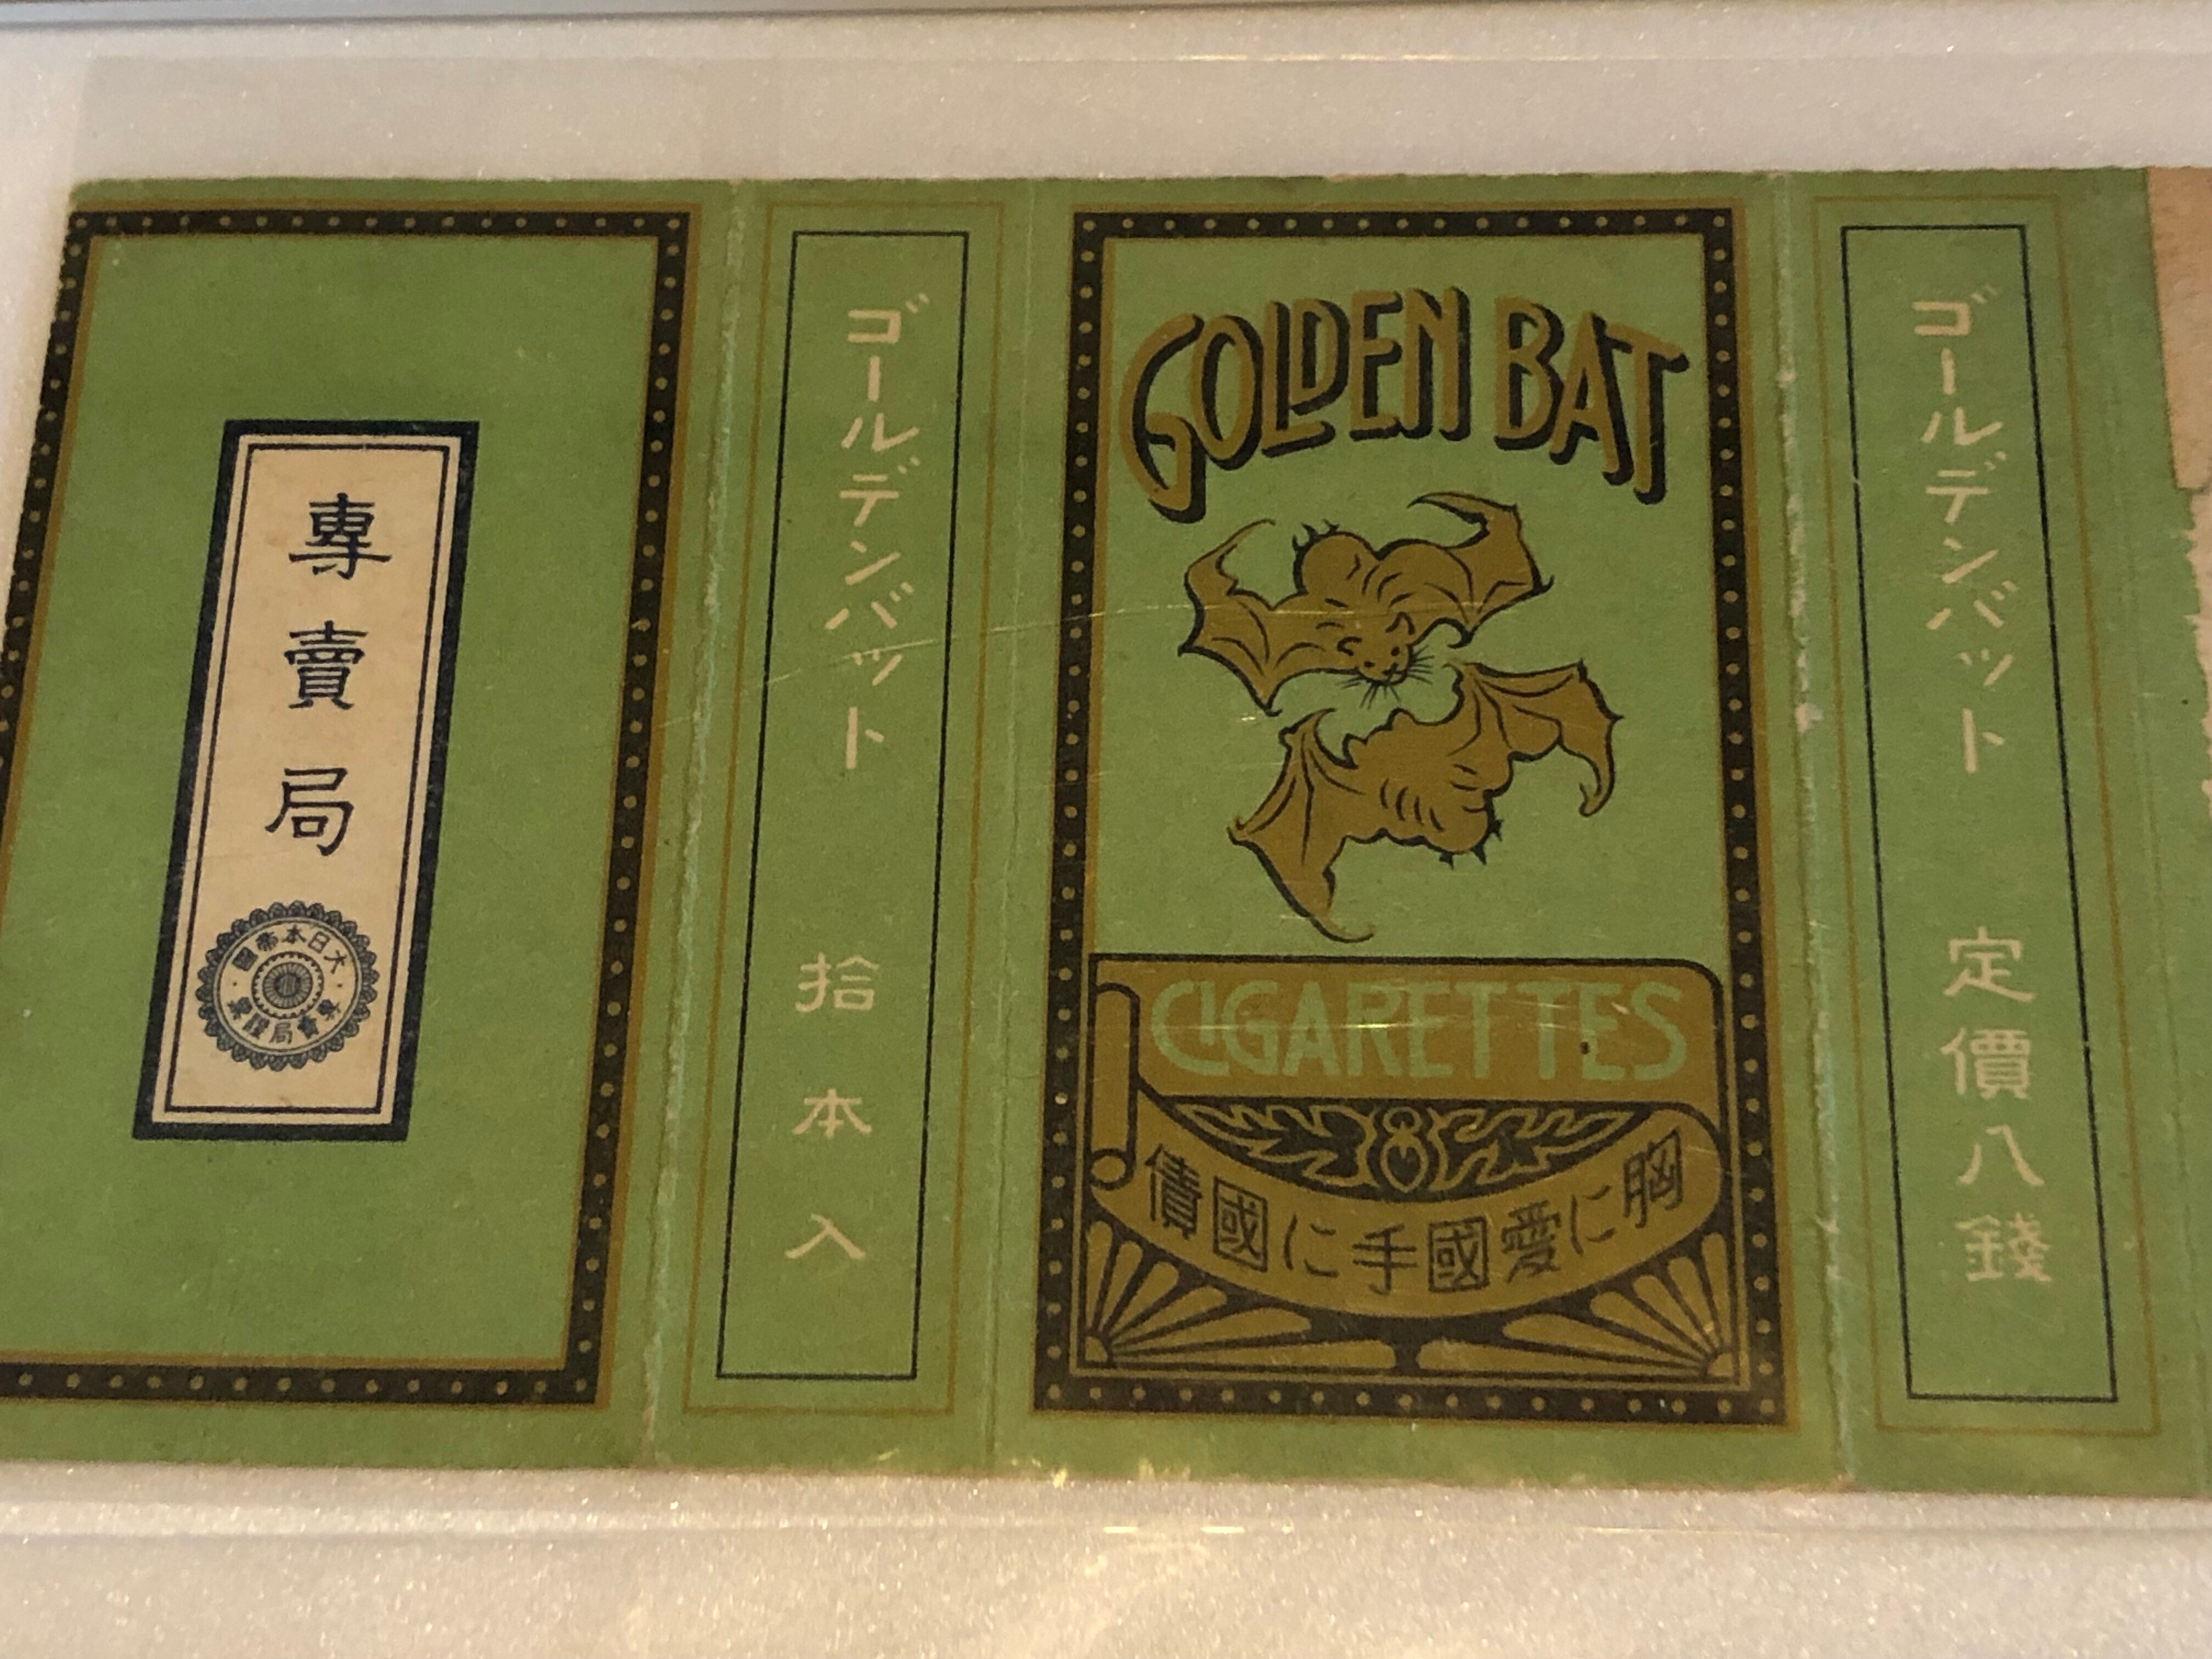 專賣局
大日本帝國
專賣局證票
ゴールデンバット 拾本入
GOLDEN BAT
CIGARETTES
胸に愛國手に國債
ゴールデンバット 定價八錢